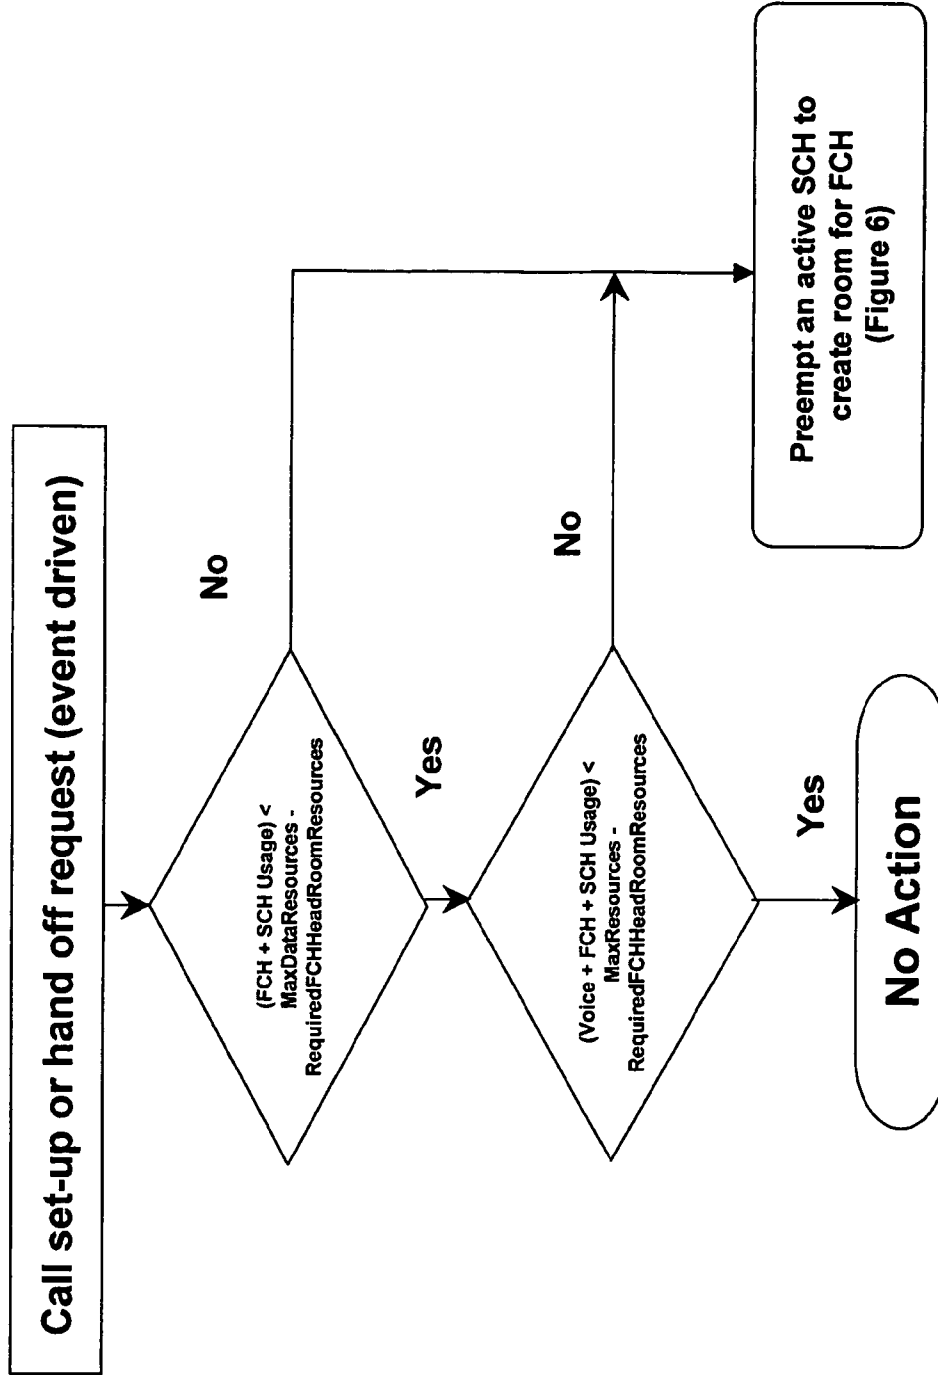 Call set-up or hand off request (event driven)
(FCH + SCH Usage) <
MaxDataResources -
RequiredFCHHeadRoomResources
No
Yes
(Voice + FCH + SCH Usage) <
MaxResources -
RequiredFCHHeadRoomResources
No
Yes
No Action
Preempt an active SCH to
create room for FCH
(Figure 6)